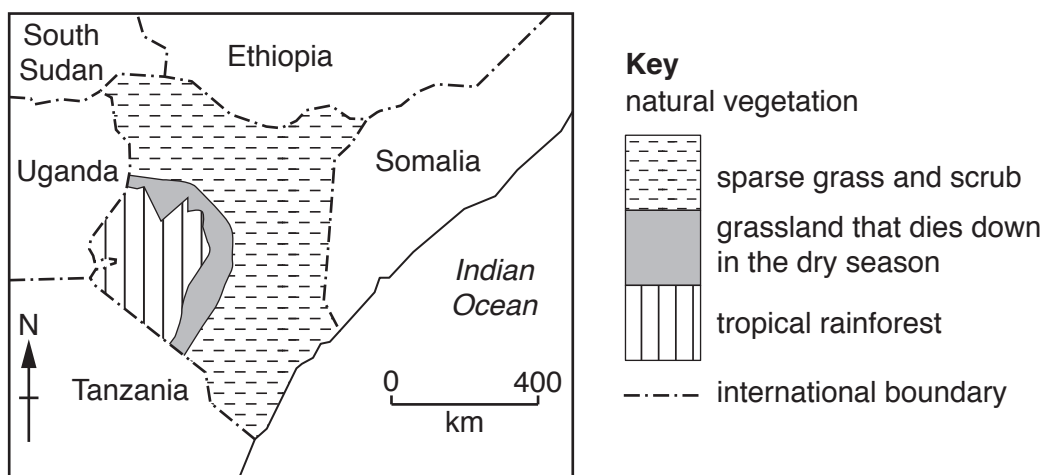 South
Sudan
Ethiopia
Uganda
Somalia
Indian
Ocean
N
Tanzania
0 400
km
Key
natural vegetation
sparse grass and scrub
grassland that dies down
in the dry season
tropical rainforest
international boundary